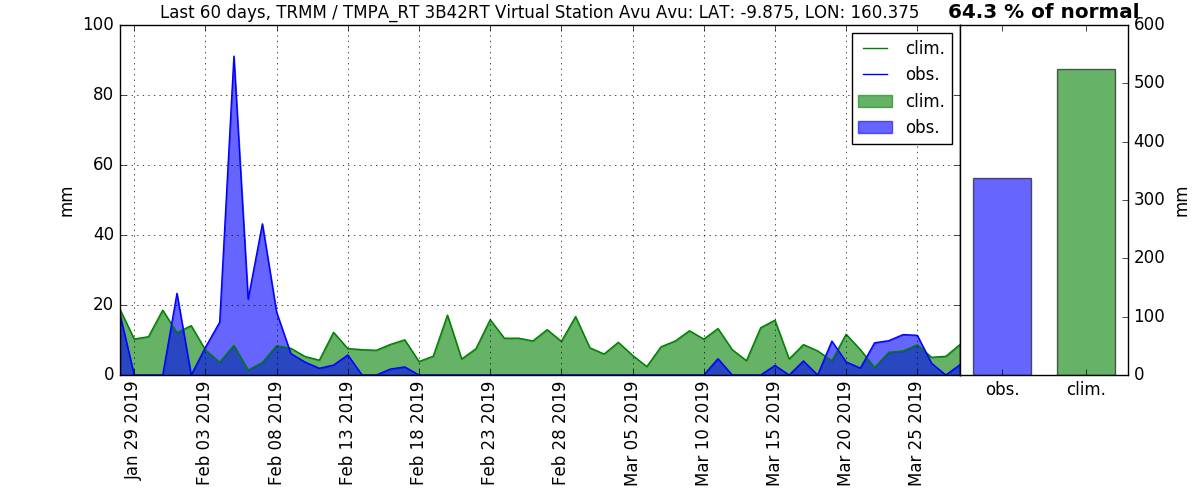 Last 60 days, TRMM / TMPA_RT 3B42RT Virtual Station Avu Avu: LAT: -9.875, LON: 160.375
64.3 % of normal
100
80
60
40
20
0
mm
clim.
obs.
clim.
obs.
600
500
400
300
200
100
0
mm
Jan 29 2019
Feb 03 2019
Feb 08 2019
Feb 13 2019
Feb 18 2019
Feb 23 2019
Feb 28 2019
Mar 05 2019
Mar 10 2019
Mar 15 2019
Mar 20 2019
Mar 25 2019
obs.
clim.